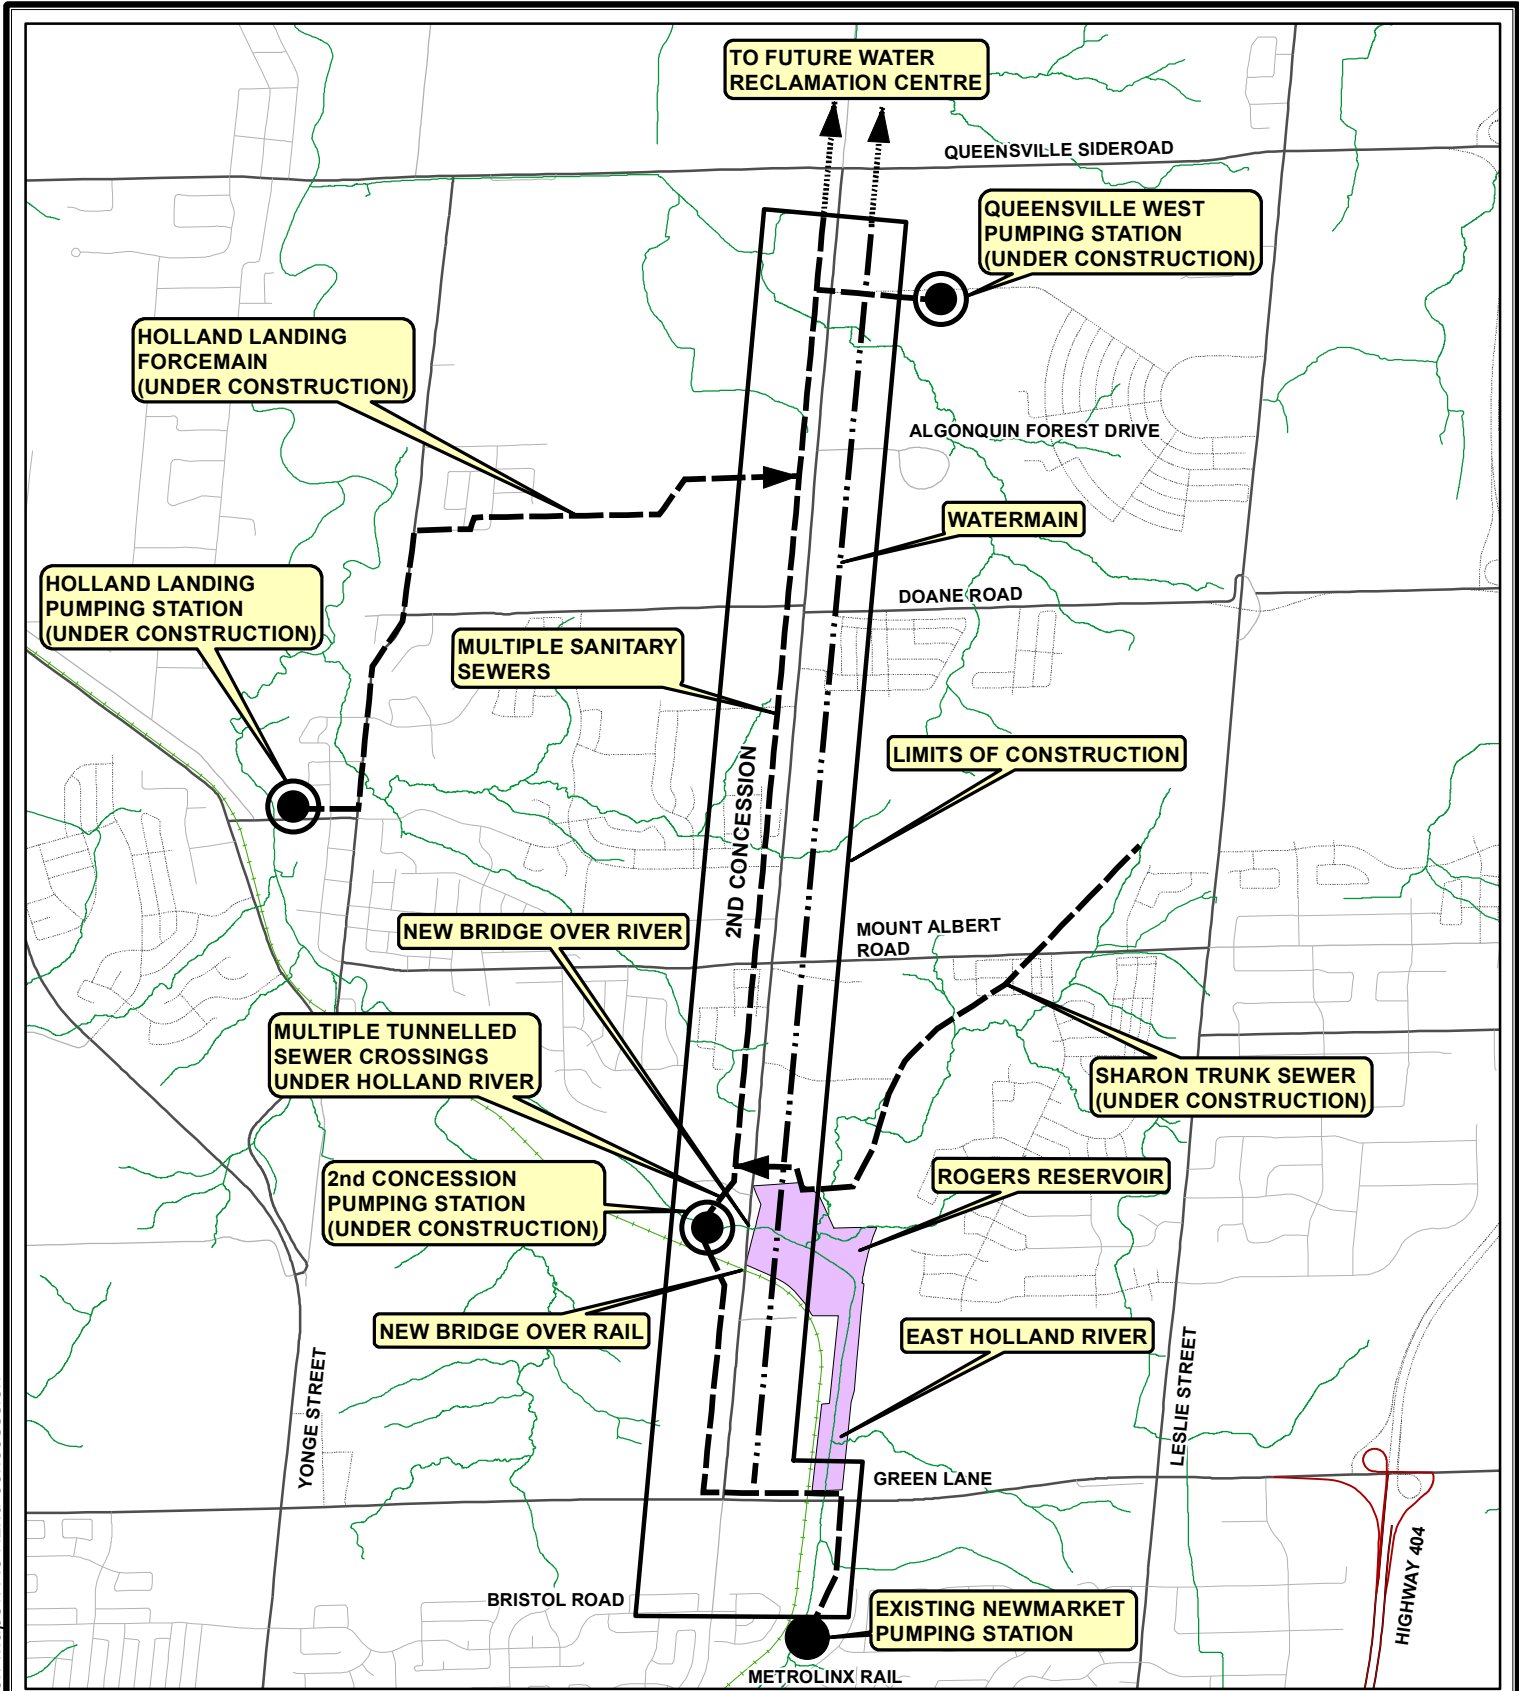 TO FUTURE WATER
RECLAMATION CENTRE
QUEENSVILLE SIDEROAD
QUEENSVILLE WEST
PUMPING STATION
(UNDER CONSTRUCTION)
HOLLAND LANDING
FORCEMAIN
(UNDER CONSTRUCTION)
ALGONQUIN FOREST DRIVE
WATERMAIN
HOLLAND LANDING
PUMPING STATION
(UNDER CONSTRUCTION)
DOANE ROAD
MULTIPLE SANITARY
SEWERS
LIMITS OF CONSTRUCTION
2ND CONCESSION
NEW BRIDGE OVER RIVER
MOUNT ALBERT
ROAD
MULTIPLE TUNNELLED
SEWER CROSSINGS
UNDER HOLLAND RIVER
SHARON TRUNK SEWER
(UNDER CONSTRUCTION)
2nd CONCESSION
PUMPING STATION
(UNDER CONSTRUCTION)
ROGERS RESERVOIR
NEW BRIDGE OVER RAIL
EAST HOLLAND RIVER
YONGE STREET
LESLIE STREET
GREEN LANE
HIGHWAY 404
BRISTOL ROAD
EXISTING NEWMARKET
PUMPING STATION
METROLINX RAIL